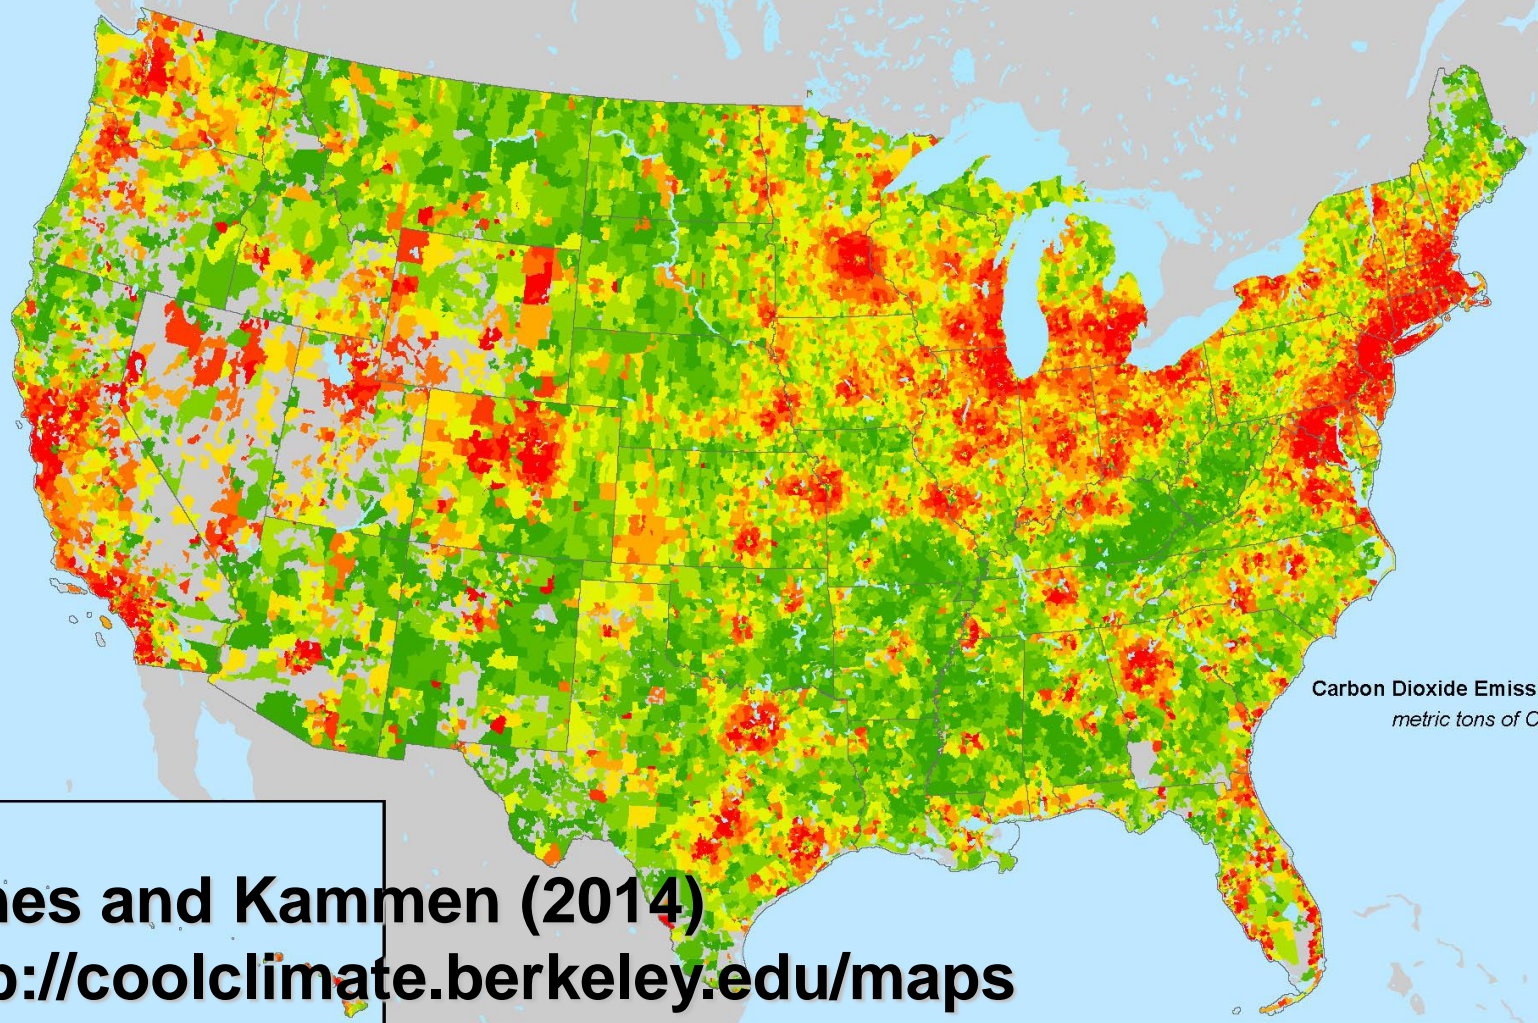 Carbon Dioxide Emiss
metric tons of C
nes and Kammen (2014)
p://coolclimate.berkeley.edu/maps